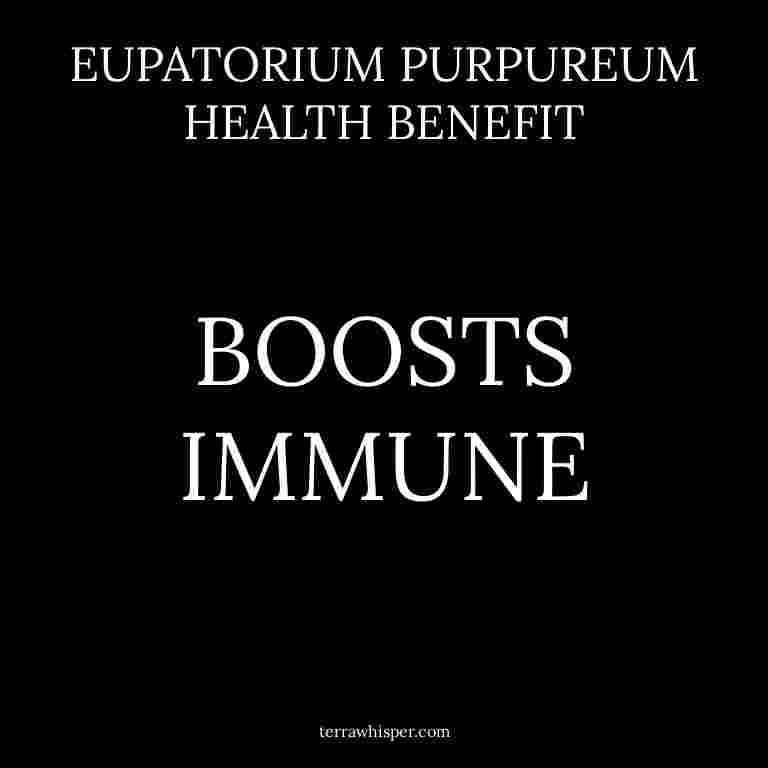 EUPATORIUM PURPUREUM
HEALTH BENEFIT
BOOSTS
IMMUNE
terrawhisper.com